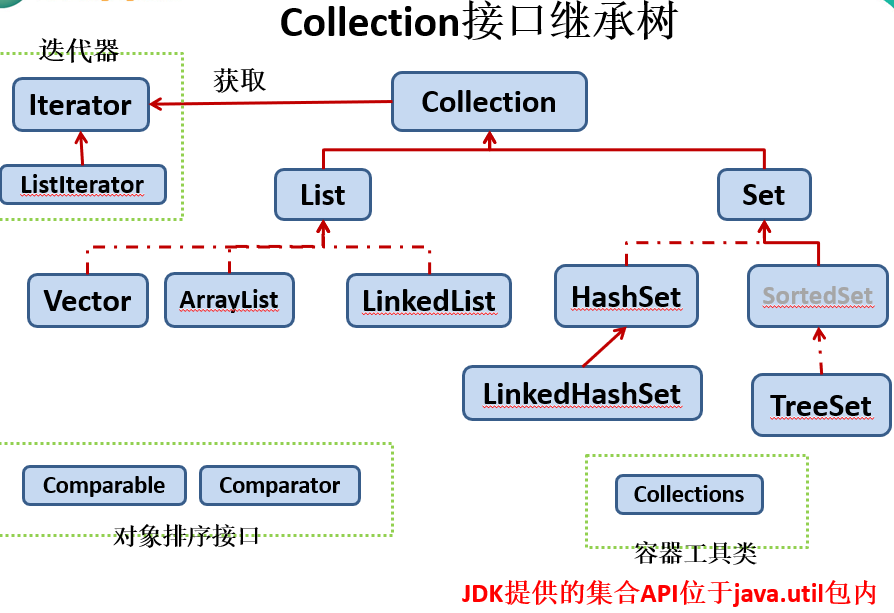 Collection接口继承树
迭代器
获取
Iterator
Collection
ListIterator
List
Set
Vector
ArrayList
LinkedList
HashSet
SortedSet
LinkedHashSet
TreeSet
Comparable
Comparator
Collections
对象排序接口
容器工具类
JDK提供的集合API位于java.util包内